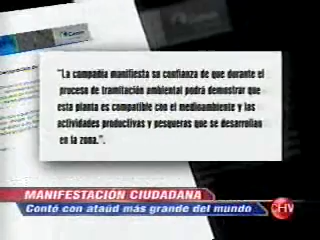 "La compañía manifiesta su confianza de que durante el
proceso de tramitación ambiental podrá demostrar que
esta planta es compatible con el medioambiente y las
actividades productivas y pesqueras que se desarrollan
en la zona.".
MANIFESTACIÓN CIUDADANA
Contó con ataúd más grande del mundo
CHV